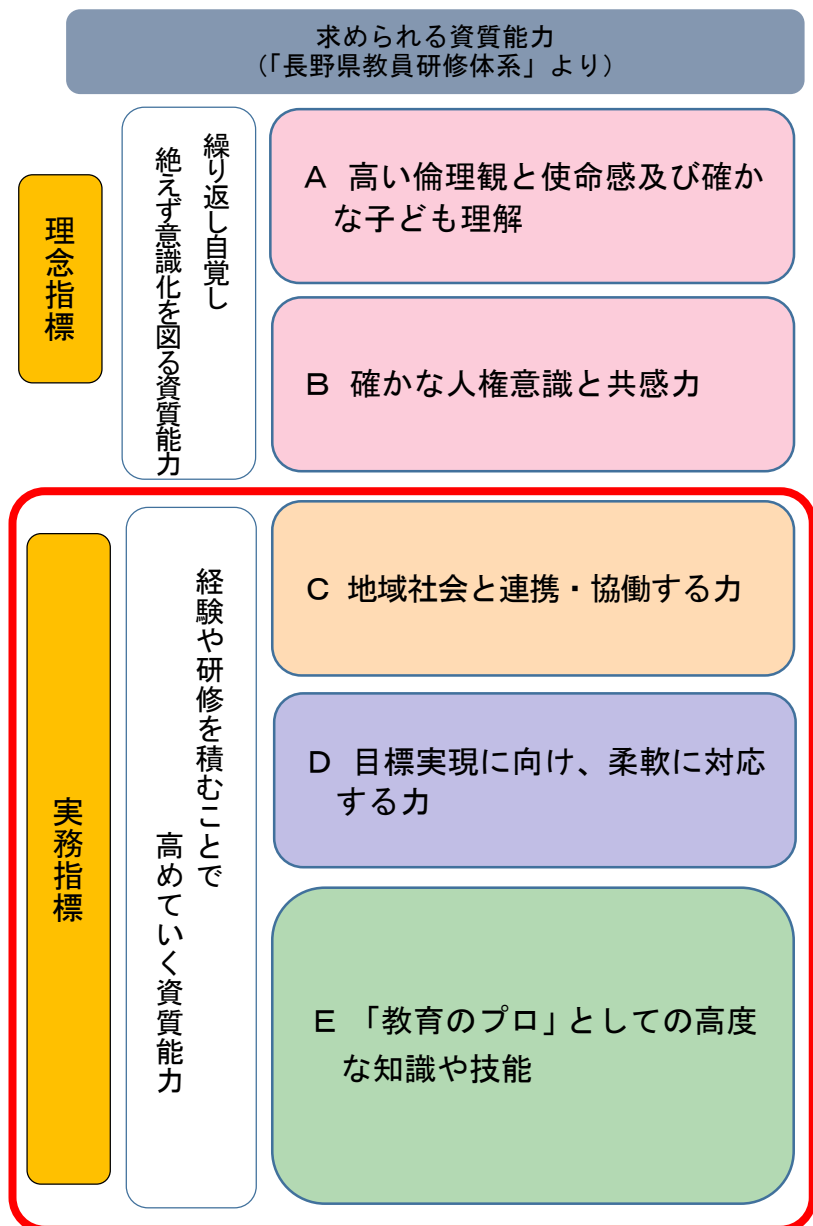 求められる資質能力
(「長野県教員研修体系」より)
理念指標
繰り返し自覚し
絶えず意識化を図る資質能力
A 高い倫理観と使命感及び確か
な子ども理解
B 確かな人権意識と共感力
実務指標
経験や研修を積むことで
高めていく資質能力
C 地域社会と連携・協働する力
D 目標実現に向け、柔軟に対応
する力
E 「教育のプロ」としての高度
な知識や技能